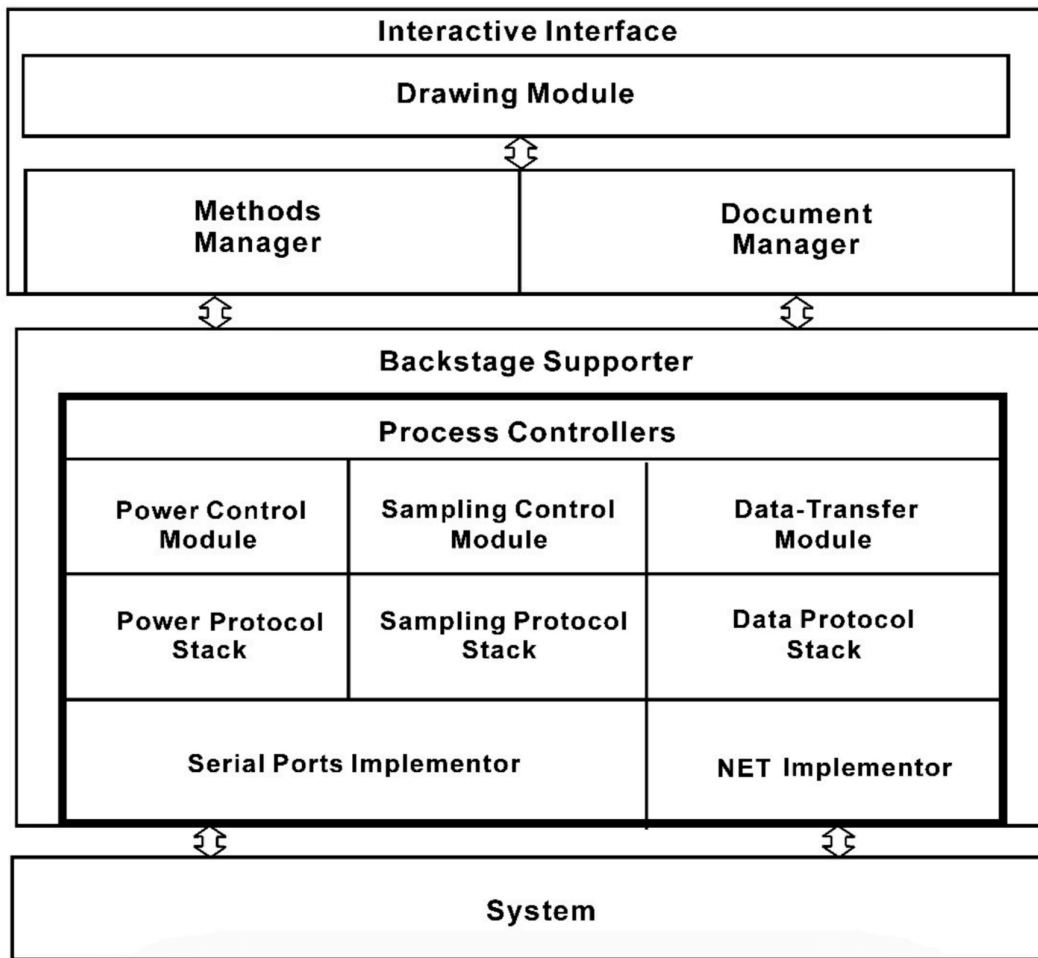 Interactive Interface
Drawing Module
Methods
Manager
Document
Manager
Backstage Supporter
Process Controllers
Power Control
Module
Sampling Control
Module
Data-Transfer
Module
Power Protocol
Stack
Sampling Protocol
Stack
Data Protocol
Stack
Serial Ports Implementor
NET Implementor
System